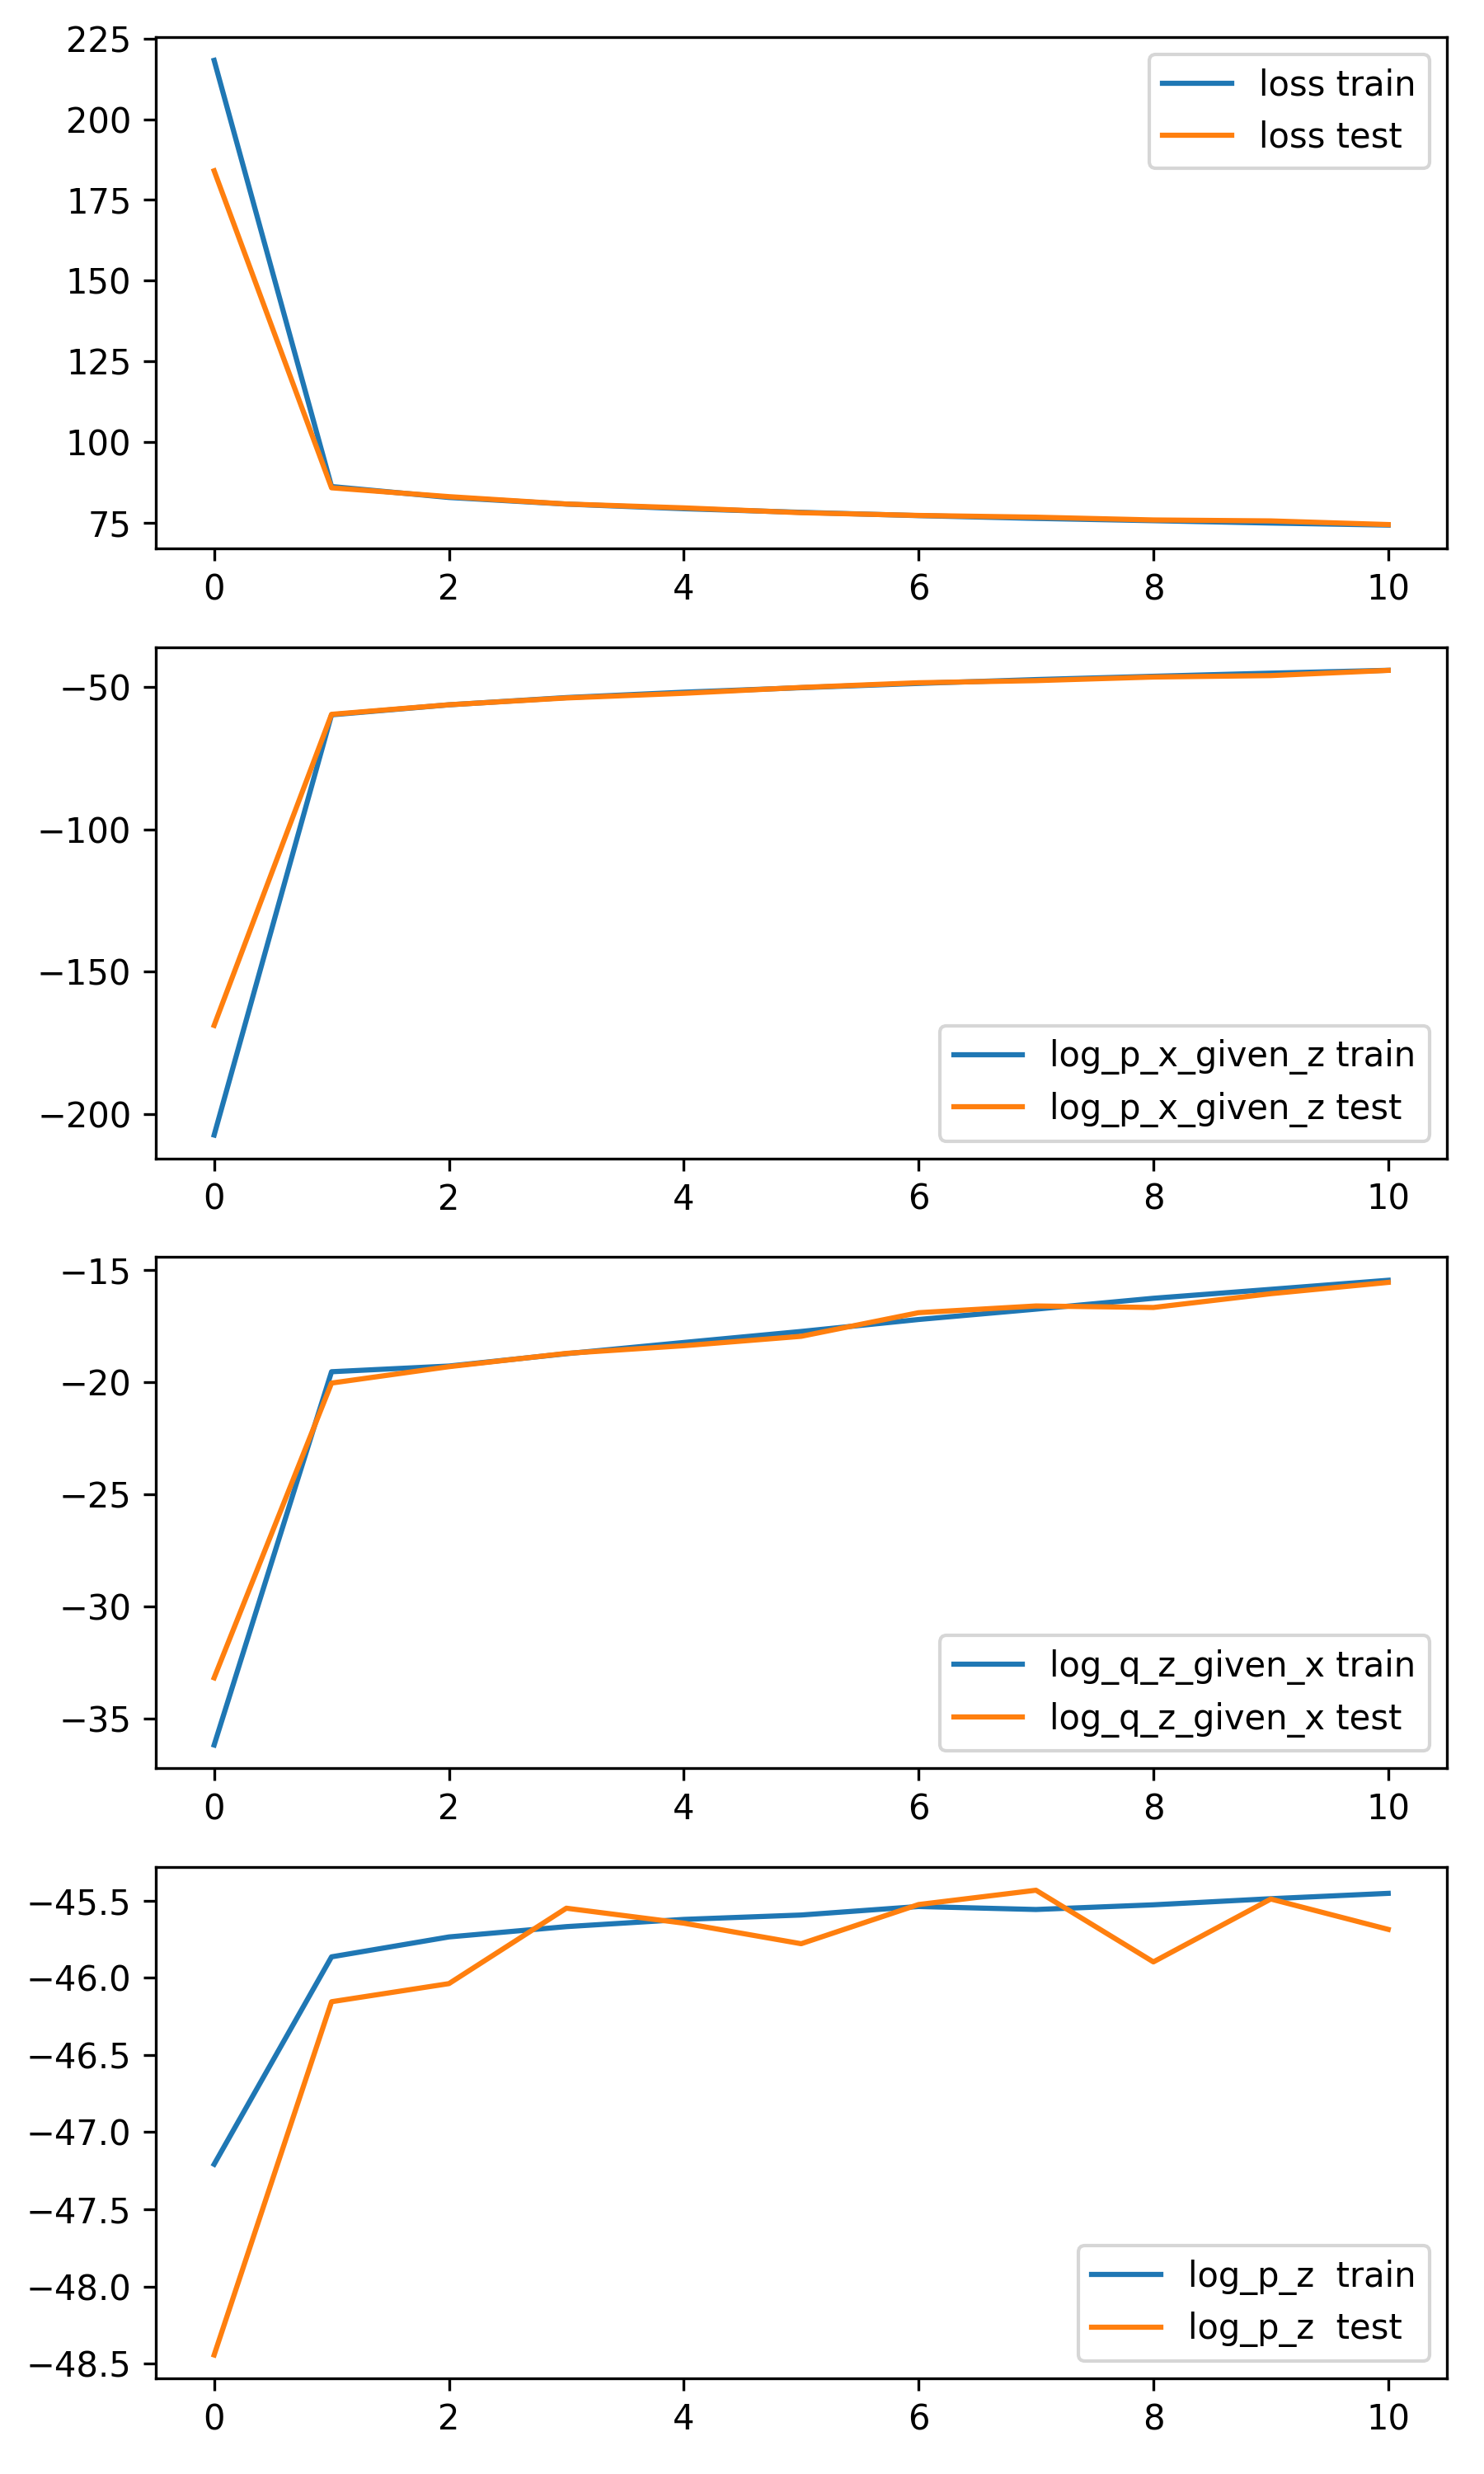 225
200
175
150
125
100
75
loss train
loss test
0 2 4 6 8 10
−50
−100
−150
−200
log_p_x_given_z train
log_p_x_given_z test
0 2 4 6 8 10
−15
−20
−25
−30
−35
log_q_z_given_x train
log_q_z_given_x test
0 2 4 6 8 10
−45.5
−46.0
−46.5
−47.0
−47.5
−48.0
−48.5
log_p_z  train
log_p_z  test
0 2 4 6 8 10